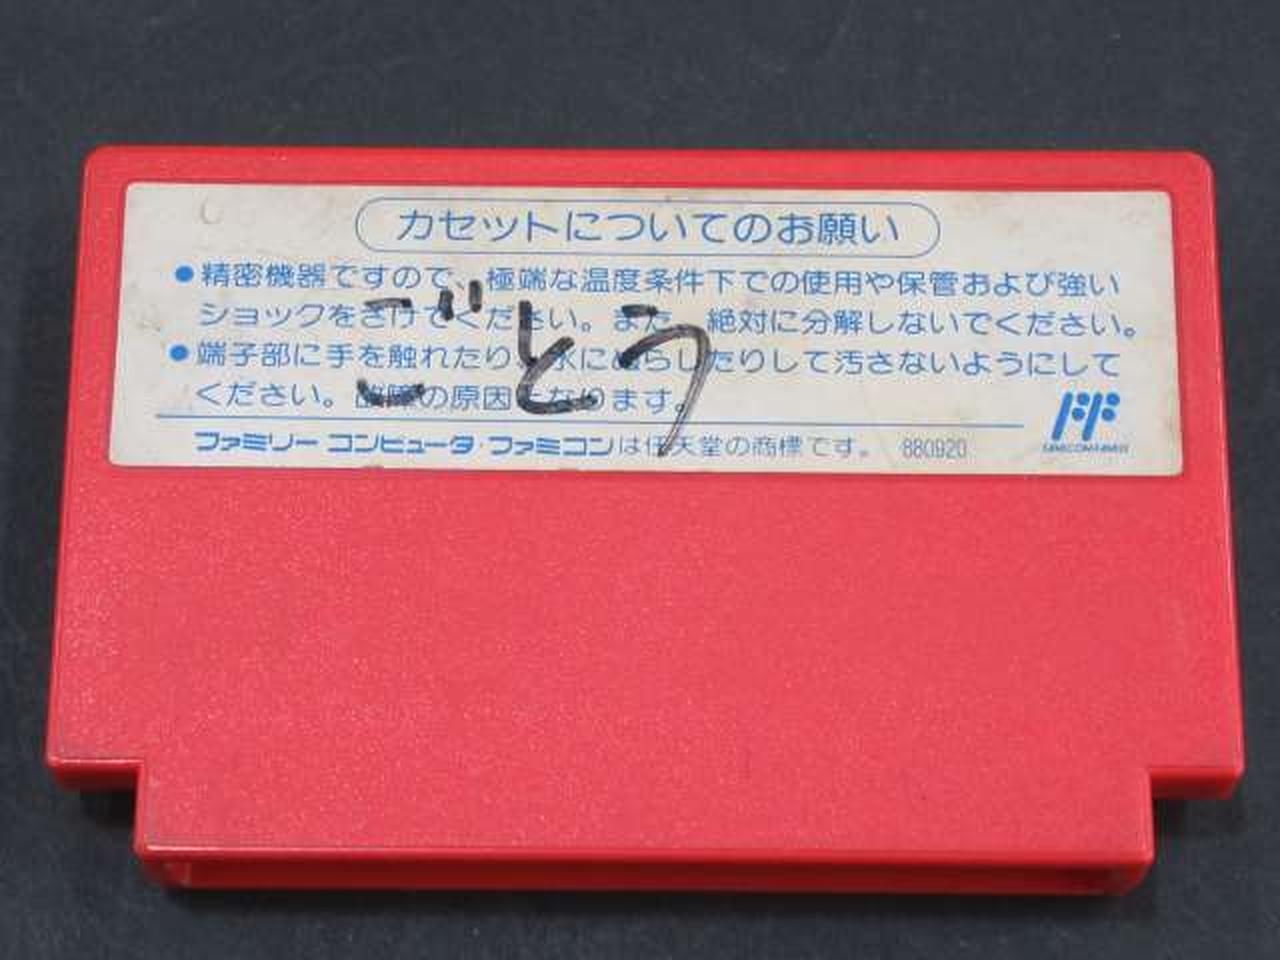 カセットについてのお願い
●精密機器ですので、極端な温度条件下での使用や保管および強い
ショックをさけてください。また、絶対に分解しないでください。
●端子部に手を触れたり、水にぬらしたりして汚さないようにして
ください。故障の原因となります。
ごとう
ファミリー コンピュータ・ファミコンは任天堂の商標です。 880920
FF